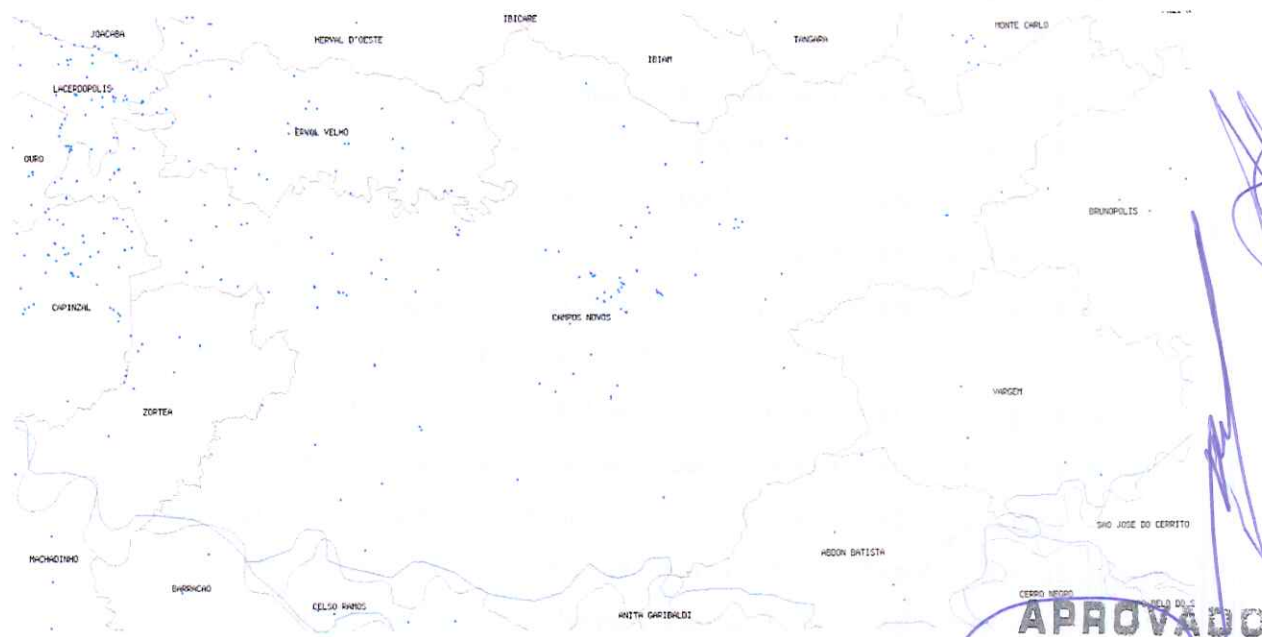 IBICARE
JOACABA
HERVAL D'OESTE
IBIAM
TANGARA
MONTE CARLO
LACERDOPOLIS
ERVAL VELHO
OURO
BRUNOPOLIS
CAPINZAL
CAMPOS NOVOS
ZORTEA
VARGEM
SAO JOSE DO CERRITO
MACHADINHO
ABDON BATISTA
BARRACAO
CELSO RAMOS
ANITA GARIBALDI
CERRO NEGRO
APROVADO